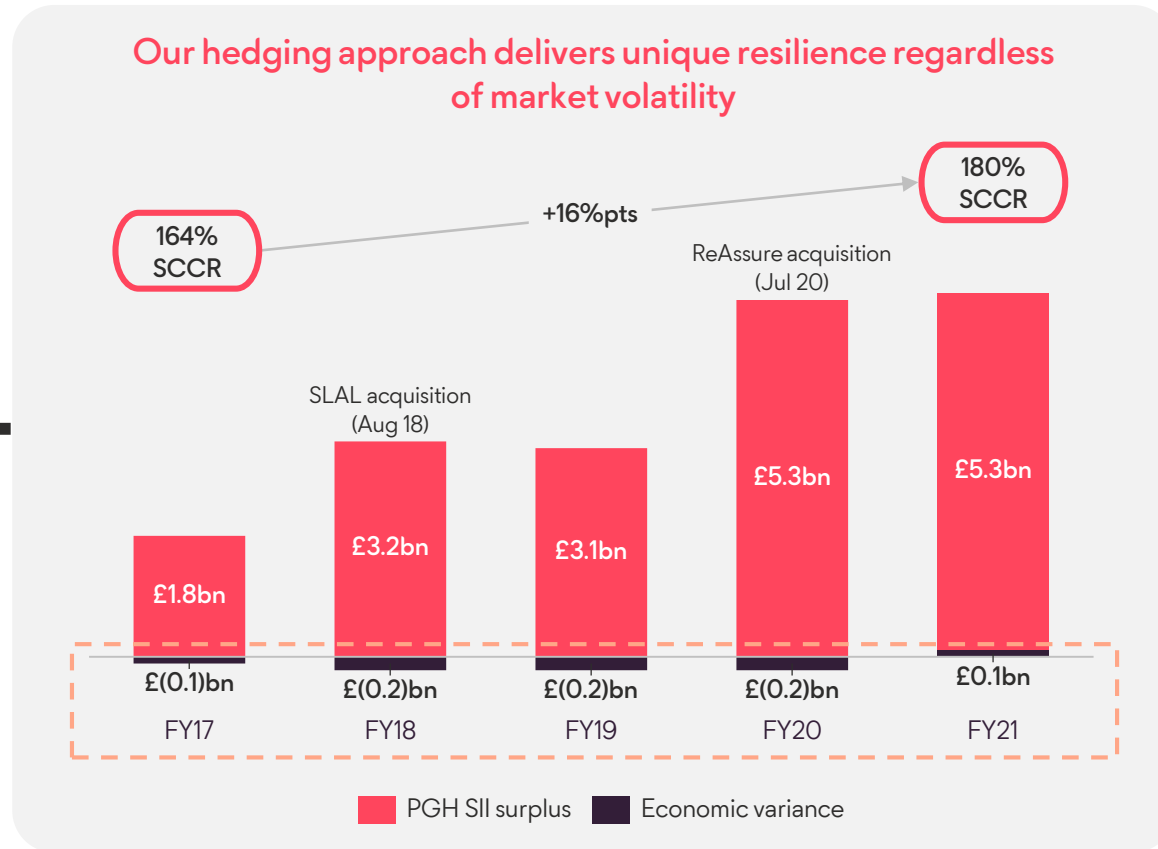 Our hedging approach delivers unique resilience regardless
of market volatility
164%
SCCR
+16%pts
180%
SCCR
ReAssure acquisition
(Jul 20)
SLAL acquisition
(Aug 18)
£1.8bn
£3.2bn
£3.1bn
£5.3bn
£5.3bn
£(0.1)bn
£(0.2)bn
£(0.2)bn
£(0.2)bn
£0.1bn
FY17
FY18
FY19
FY20
FY21
PGH SII surplus
Economic variance